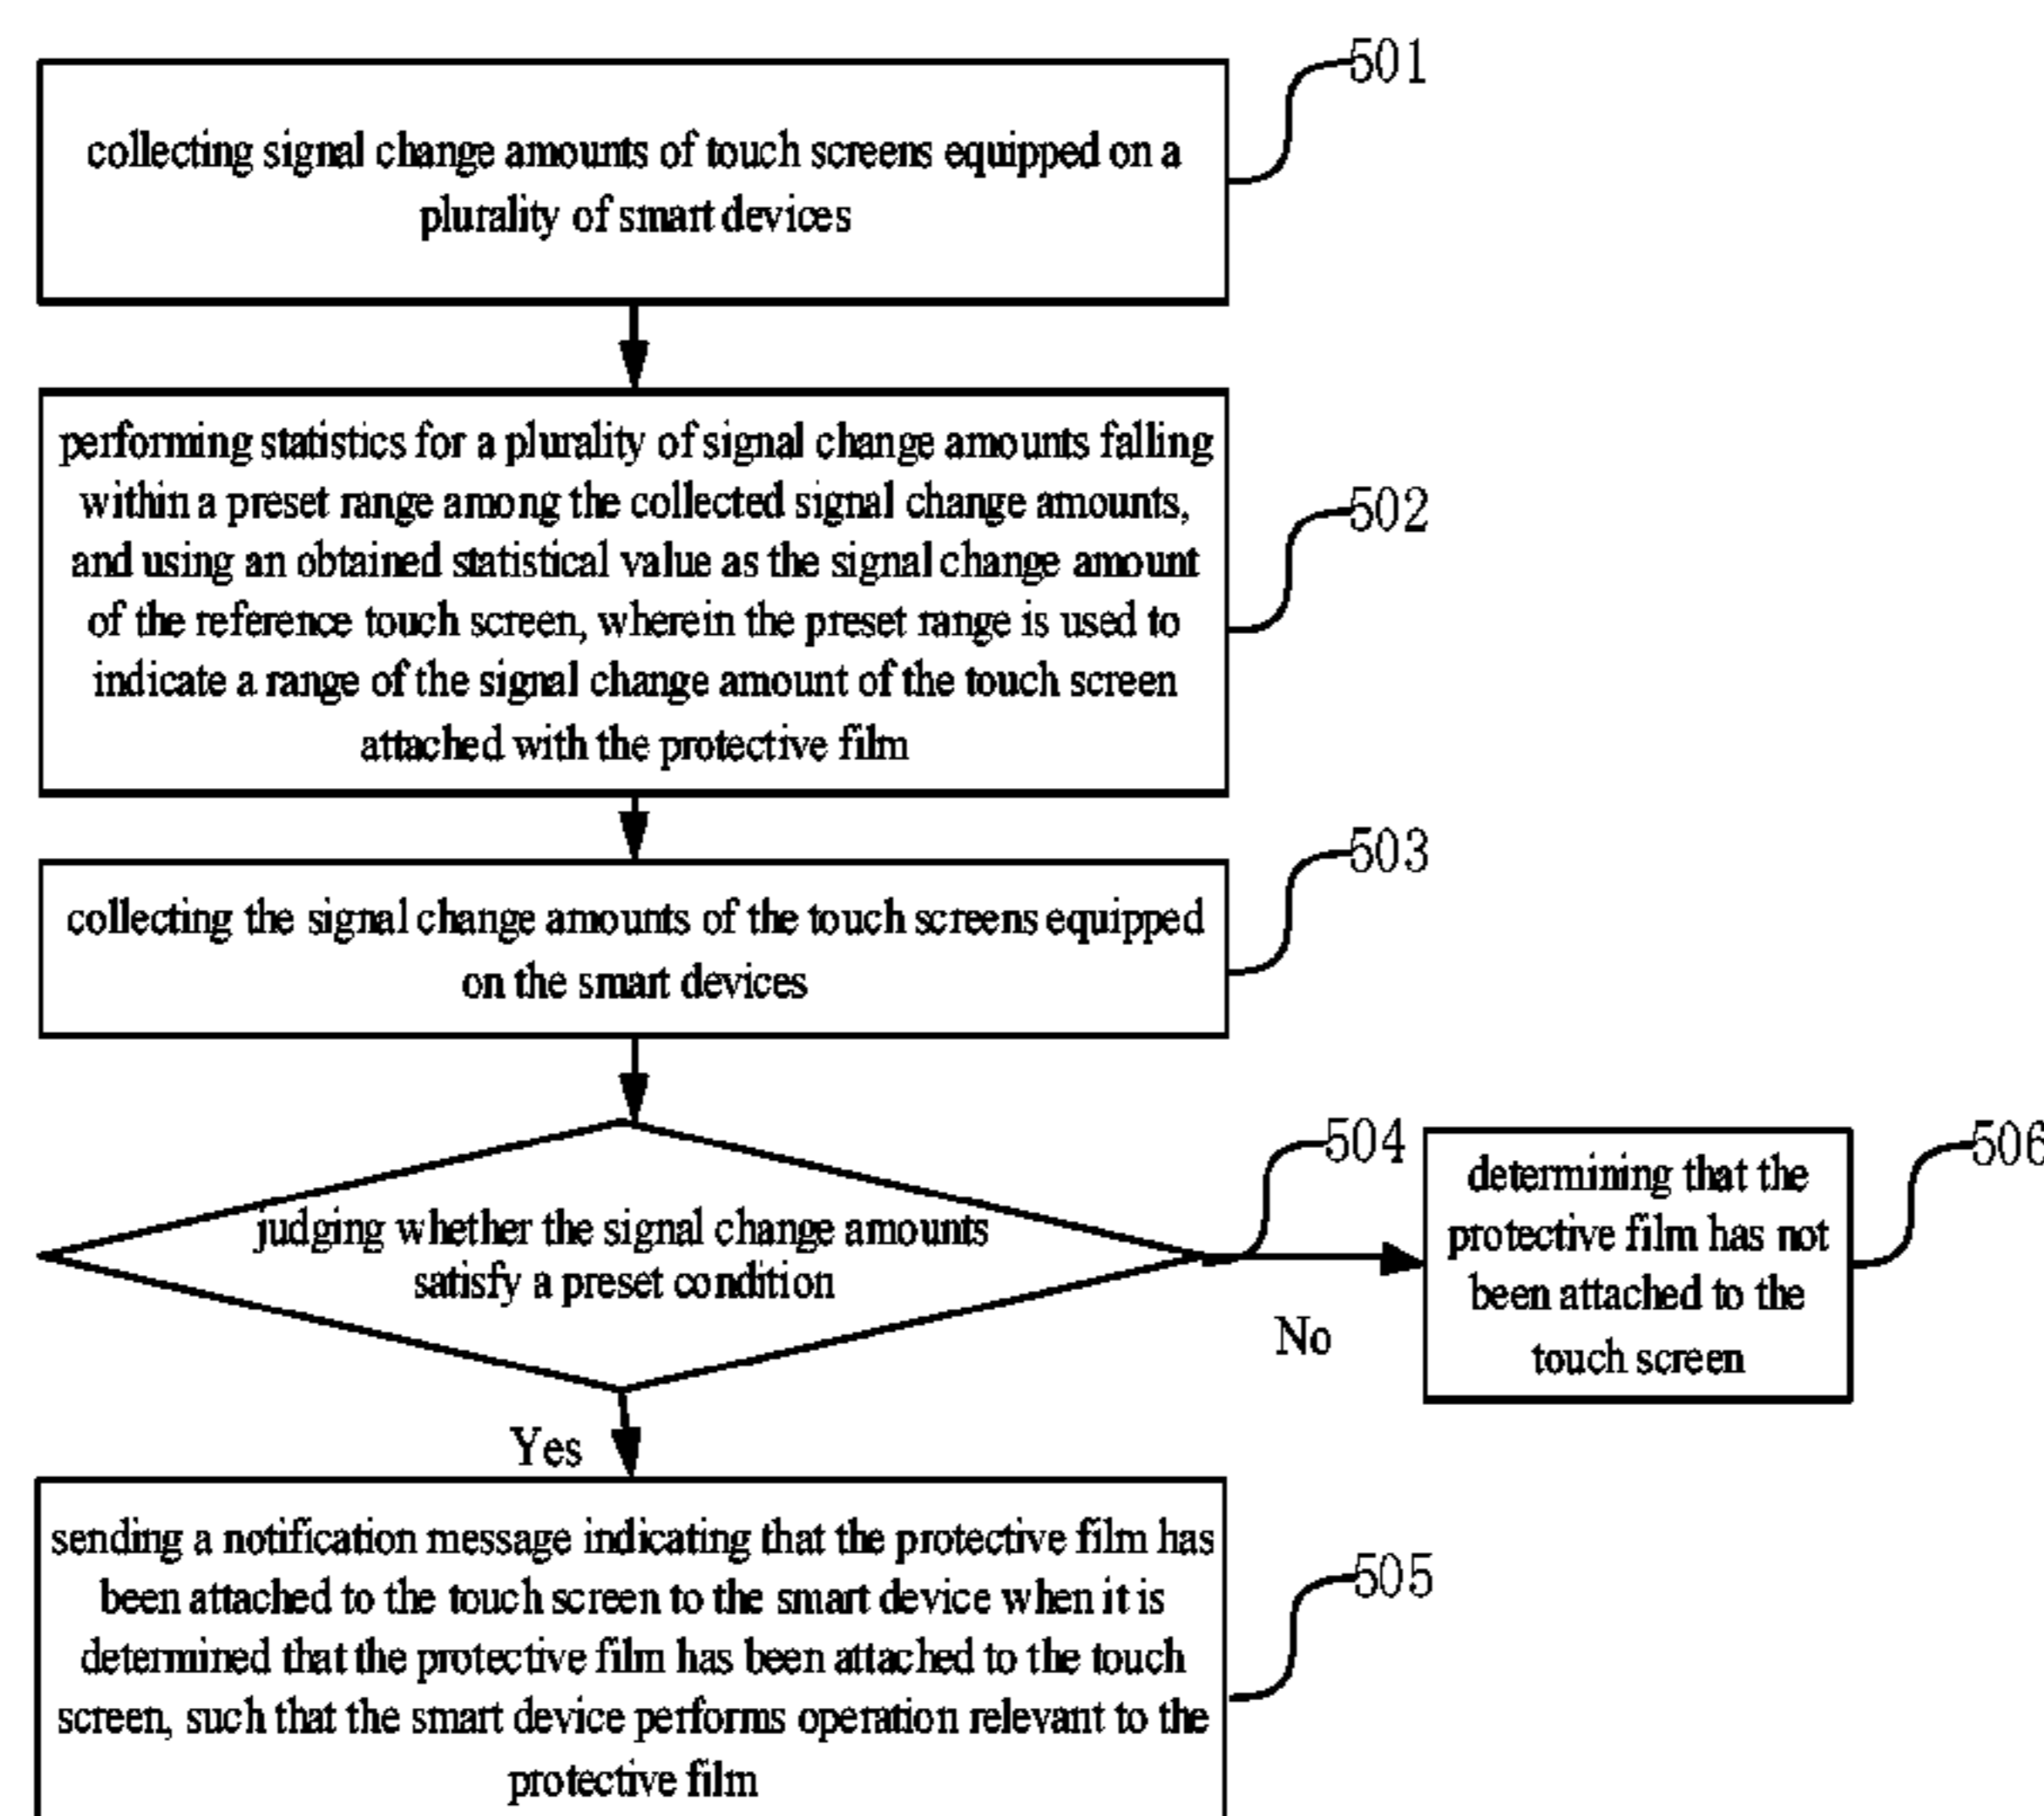 501
collecting signal change amounts of touch screens equipped on a
plurality of smart devices
performing statistics for a plurality of signal change amounts falling
within a preset range among the collected signal change amounts,
and using an obtained statistical value as the signal change amount
of the reference touch screen, wherein the preset range is used to
indicate a range of the signal change amount of the touch screen
attached with the protective film
502
503
collecting the signal change amounts of the touch screens equipped
on the smart devices
504
judging whether the signal change amounts
satisfy a preset condition
No
506
determining that the
protective film has not
been attached to the
touch screen
Yes
sending a notification message indicating that the protective film has
been attached to the touch screen to the smart device when it is
determined that the protective film has been attached to the touch
screen, such that the smart device performs operation relevant to the
protective film
505